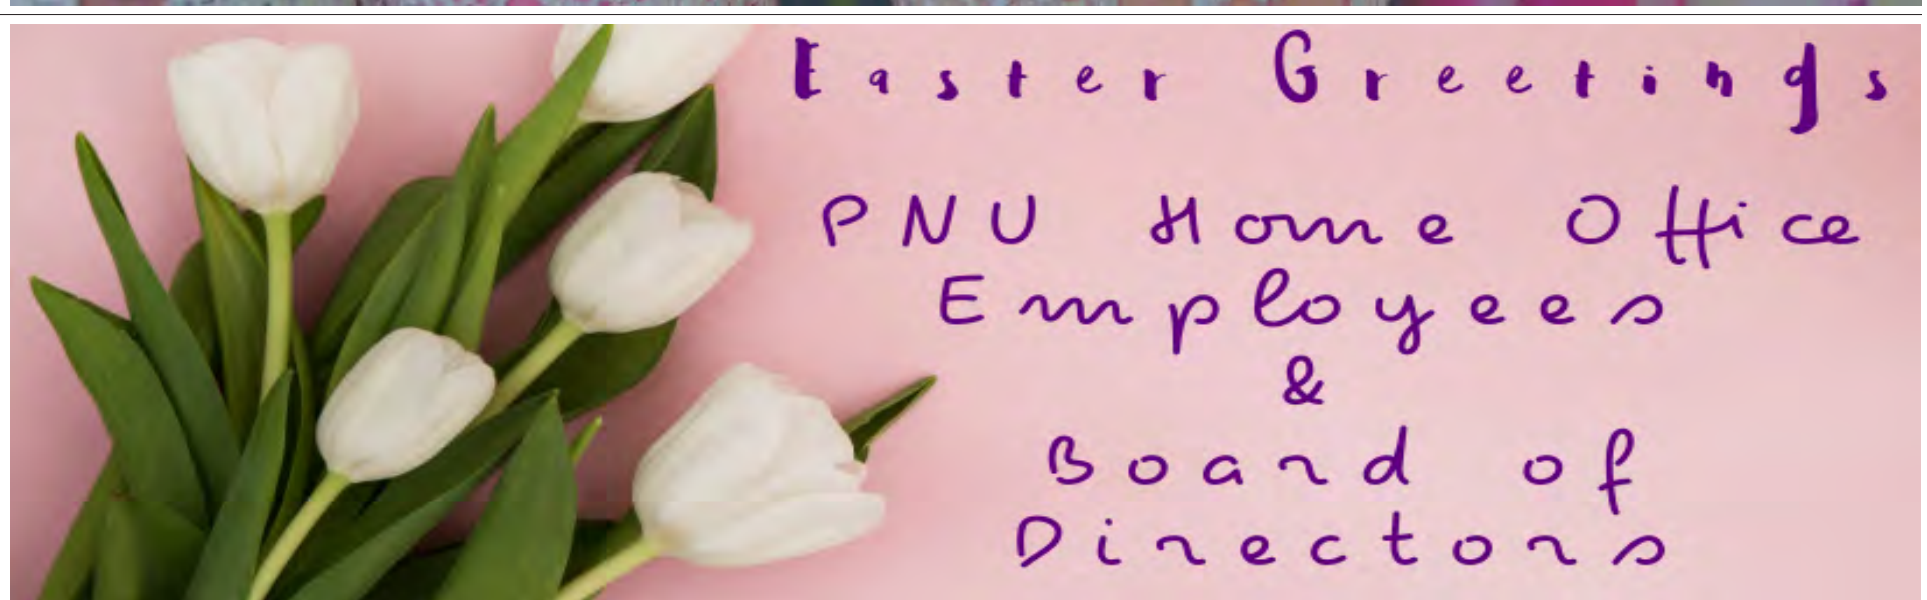 Easter Greetings
PNU Home Office
Employees
&
Board of
Directors